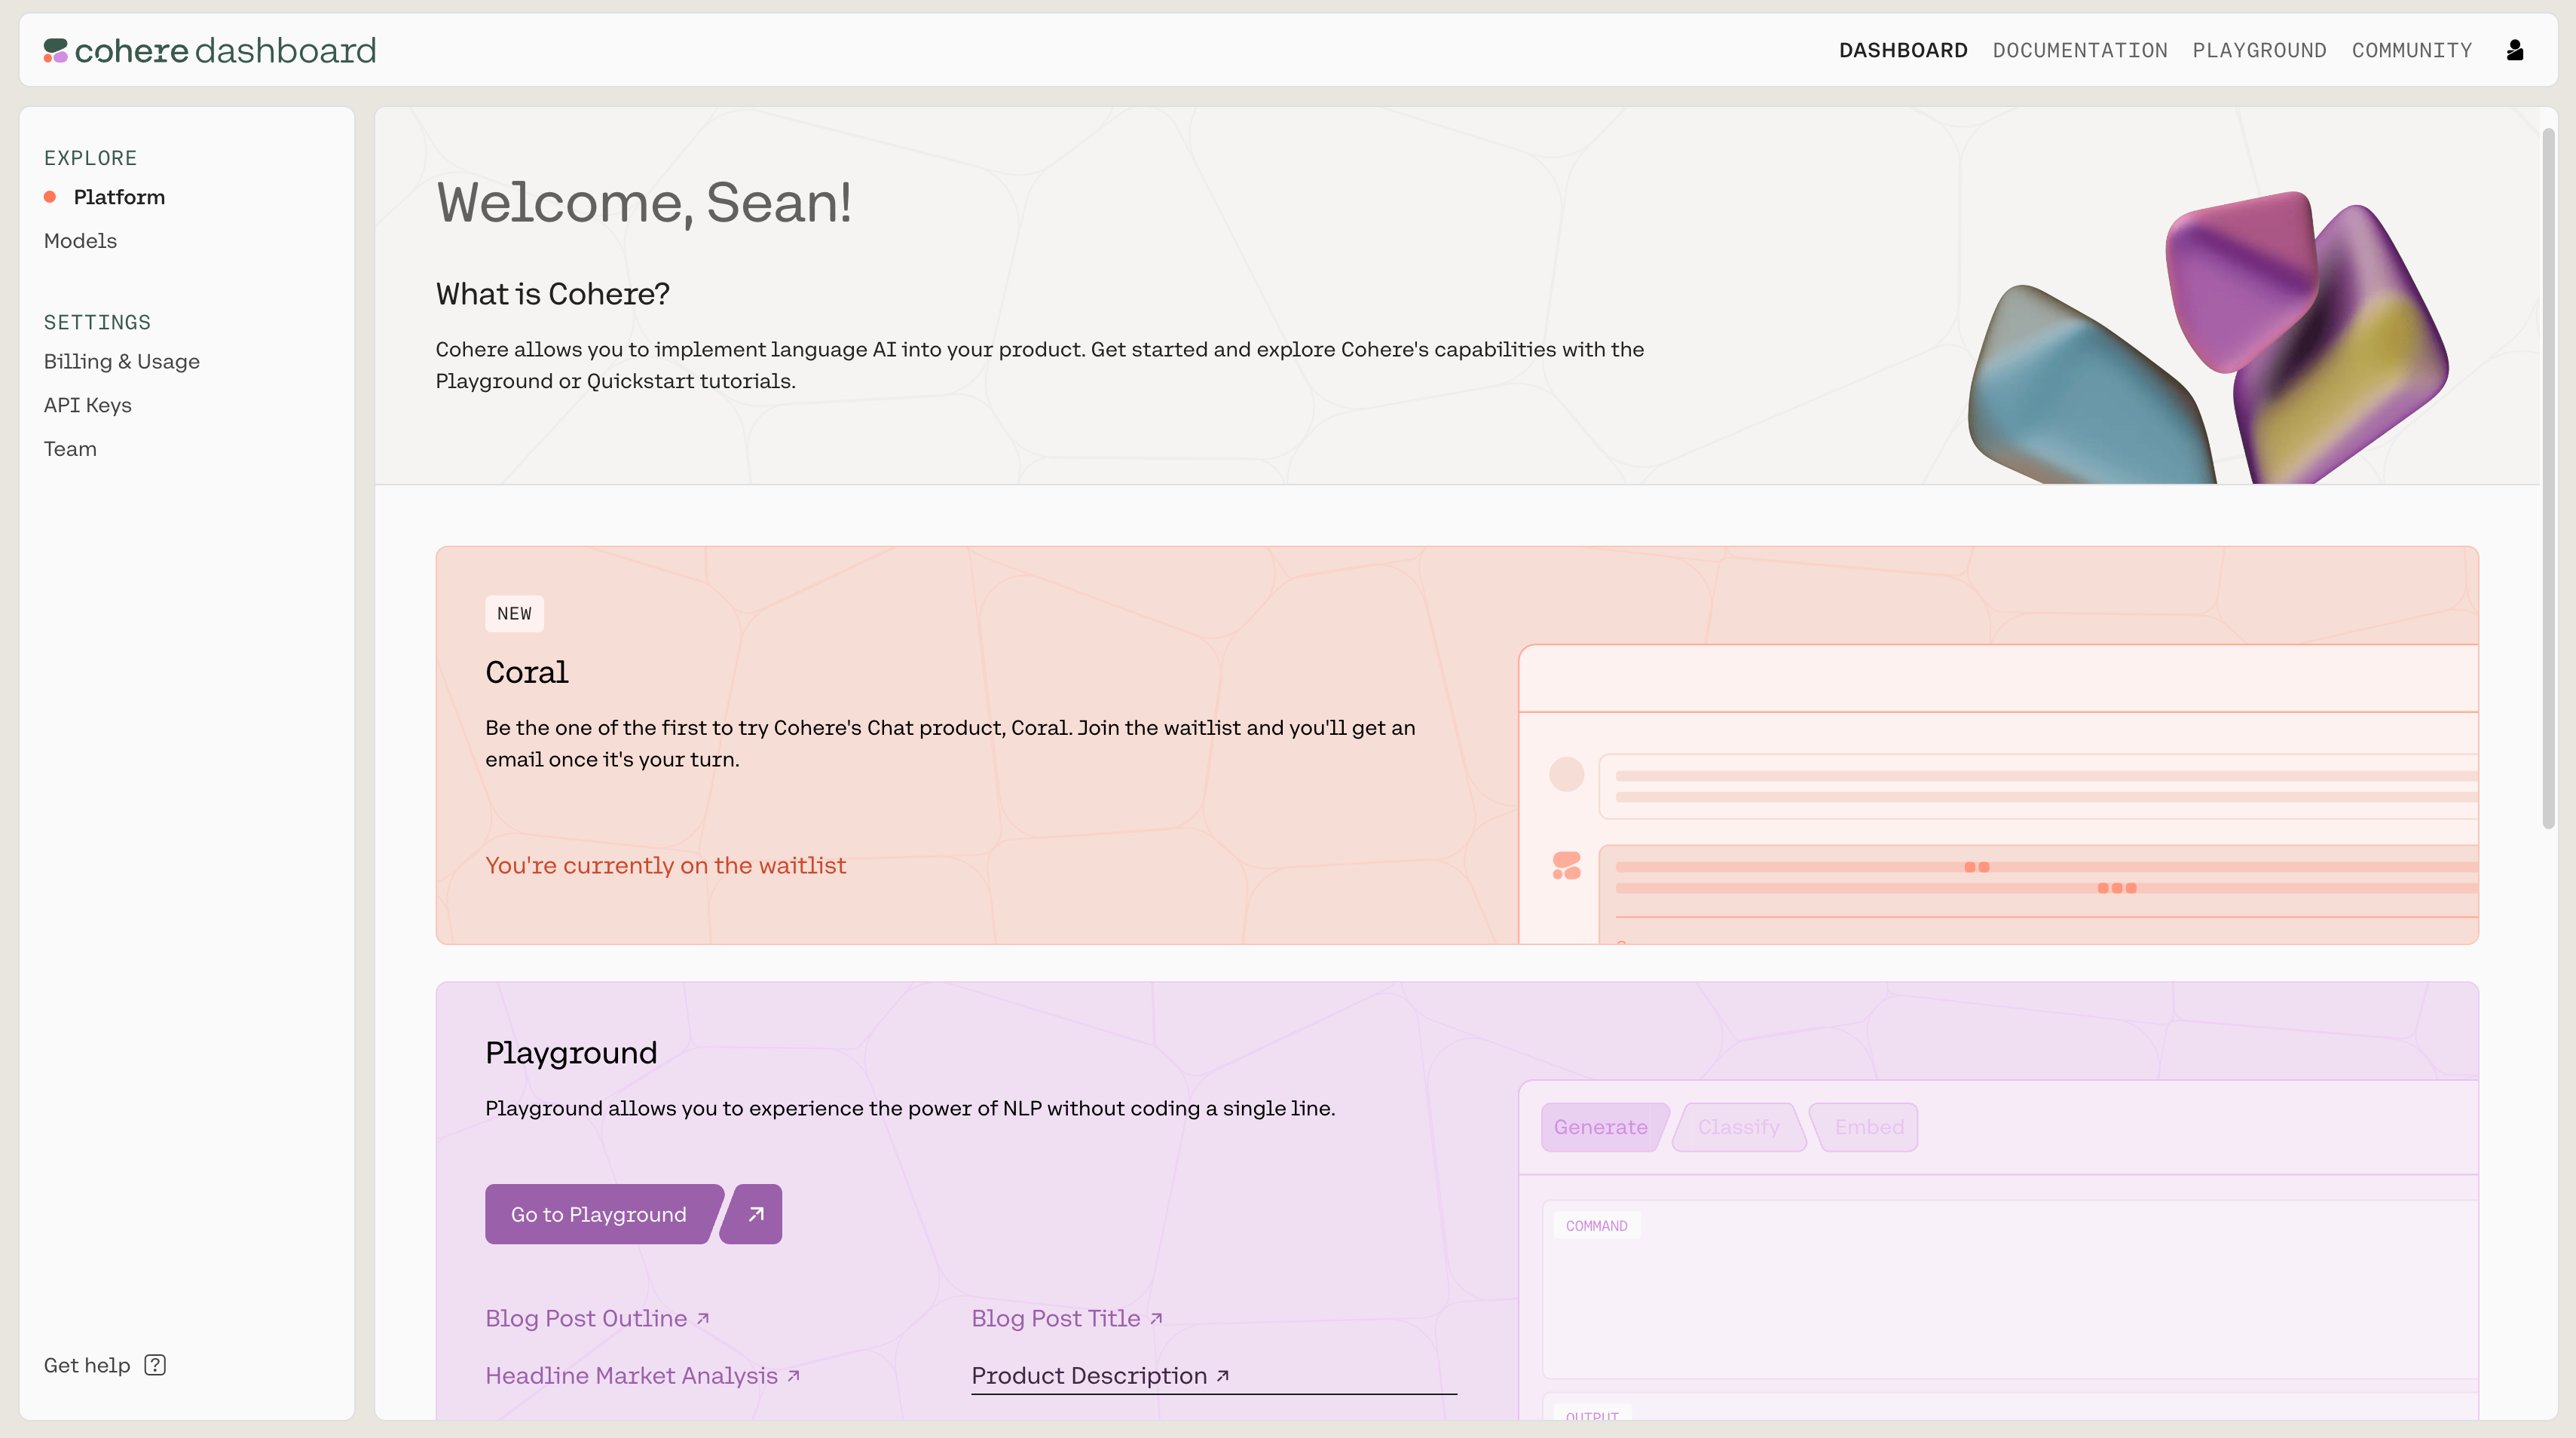 cohere dashboard
DASHBOARD DOCUMENTATION PLAYGROUND COMMUNITY
EXPLORE
Platform
Models
SETTINGS
Billing & Usage
API Keys
Team
Get help ?
Welcome, Sean!
What is Cohere?
Cohere allows you to implement language AI into your product. Get started and explore Cohere's capabilities with the
Playground or Quickstart tutorials.
NEW
Coral
Be the one of the first to try Cohere's Chat product, Coral. Join the waitlist and you'll get an
email once it's your turn.
You're currently on the waitlist
Playground
Playground allows you to experience the power of NLP without coding a single line.
Go to Playground
Blog Post Outline
Blog Post Title
Headline Market Analysis
Product Description
Generate Classify Embed
COMMAND
OUTPUT